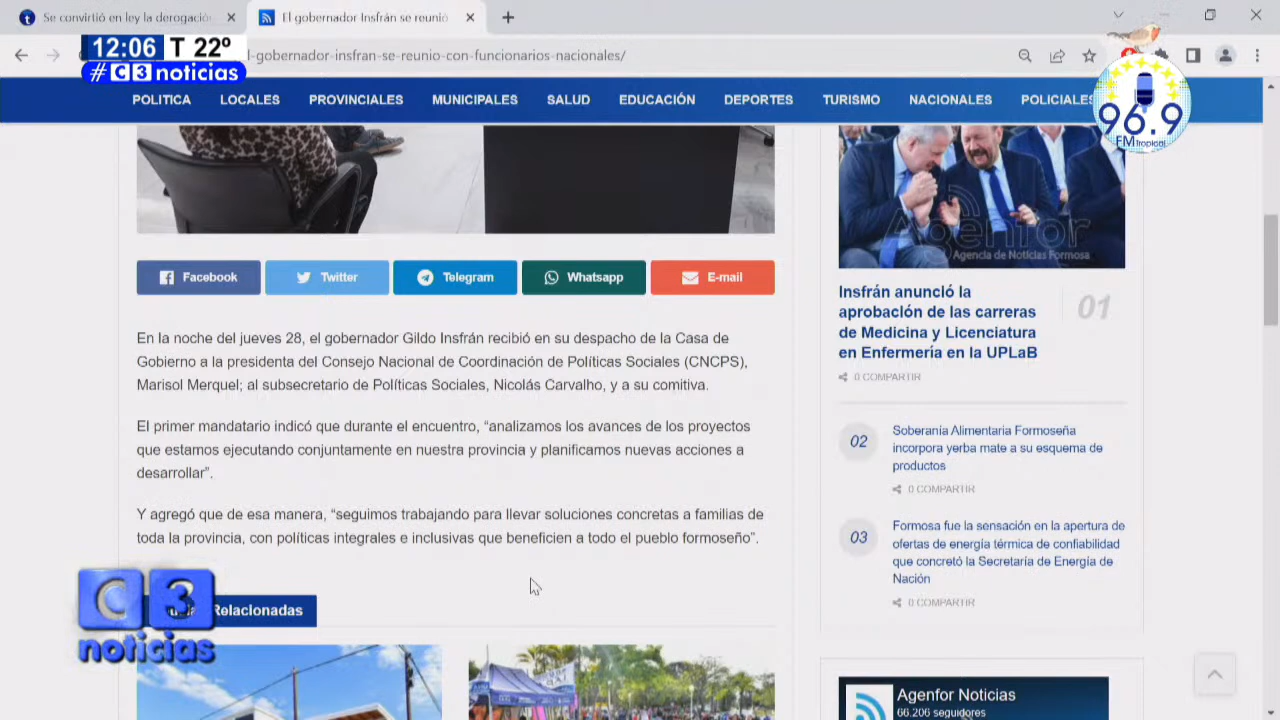 Se convirtió en ley la derogació
El gobernador Insfrán se reunió
12:06 T 22º
#C3noticias
l-gobernador-insfran-se-reunio-con-funcionarios-nacionales/
POLITICA LOCALES PROVINCIALES MUNICIPALES SALUD EDUCACIÓN DEPORTES TURISMO NACIONALES POLICIALES
96.9
FM Tropical
Agenfor
Agencia de Noticias Formosa
Facebook Twitter Telegram Whatsapp E-mail
En la noche del jueves 28, el gobernador Gildo Insfrán recibió en su despacho de la Casa de
Gobierno a la presidenta del Consejo Nacional de Coordinación de Políticas Sociales (CNCPS),
Marisol Merquel; al subsecretario de Políticas Sociales, Nicolás Carvalho, y a su comitiva.
El primer mandatario indicó que durante el encuentro, “analizamos los avances de los proyectos
que estamos ejecutando conjuntamente en nuestra provincia y planificamos nuevas acciones a
desarrollar”.
Y agregó que de esa manera, “seguimos trabajando para llevar soluciones concretas a familias de
toda la provincia, con políticas integrales e inclusivas que beneficien a todo el pueblo formoseño”.
Relacionadas
C3
noticias
Insfrán anunció la
aprobación de las carreras
de Medicina y Licenciatura
en Enfermería en la UPLaB
01
0 COMPARTIR
02
Soberanía Alimentaria Formoseña
incorpora yerba mate a su esquema de
productos
0 COMPARTIR
03
Formosa fue la sensación en la apertura de
ofertas de energía térmica de confiabilidad
que concretó la Secretaría de Energía de
Nación
0 COMPARTIR
Agenfor Noticias
66.206 seguidores